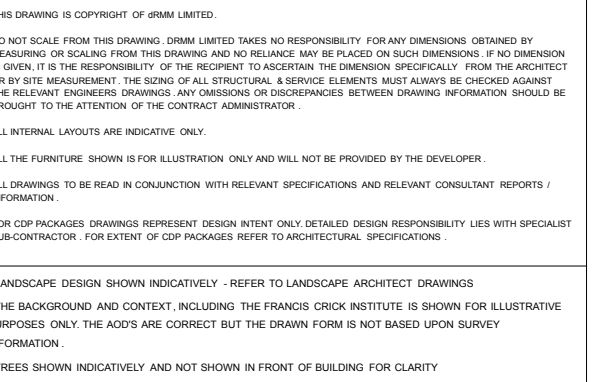 HIS DRAWING IS COPYRIGHT OF dRMM LIMITED.
O NOT SCALE FROM THIS DRAWING. DRMM LIMITED TAKES NO RESPONSIBILITY FOR ANY DIMENSIONS OBTAINED BY
EASURING OR SCALING FROM THIS DRAWING AND NO RELIANCE MAY BE PLACED ON SUCH DIMENSIONS. IF NO DIMENSION
GIVEN, IT IS THE RESPONSIBILITY OF THE RECIPIENT TO ASCERTAIN THE DIMENSION SPECIFICALLY FROM THE ARCHITECT
R BY SITE MEASUREMENT. THE SIZING OF ALL STRUCTURAL & SERVICE ELEMENTS MUST ALWAYS BE CHECKED AGAINST
HE RELEVANT ENGINEERS DRAWINGS. ANY OMISSIONS OR DISCREPANCIES BETWEEN DRAWING INFORMATION SHOULD BE
ROUGHT TO THE ATTENTION OF THE CONTRACT ADMINISTRATOR.
LL INTERNAL LAYOUTS ARE INDICATIVE ONLY.
LL THE FURNITURE SHOWN IS FOR ILLUSTRATION ONLY AND WILL NOT BE PROVIDED BY THE DEVELOPER.
LL DRAWINGS TO BE READ IN CONJUNCTION WITH RELEVANT SPECIFICATIONS AND RELEVANT CONSULTANT REPORTS /
FORMATION.
OR CDP PACKAGES DRAWINGS REPRESENT DESIGN INTENT ONLY. DETAILED DESIGN RESPONSIBILITY LIES WITH SPECIALIST
UB-CONTRACTOR. FOR EXTENT OF CDP PACKAGES REFER TO ARCHITECTURAL SPECIFICATIONS.
ANDSCAPE DESIGN SHOWN INDICATIVELY - REFER TO LANDSCAPE ARCHITECT DRAWINGS
HE BACKGROUND AND CONTEXT, INCLUDING THE FRANCIS CRICK INSTITUTE IS SHOWN FOR ILLUSTRATIVE
URPOSES ONLY. THE AOD'S ARE CORRECT BUT THE DRAWN FORM IS NOT BASED UPON SURVEY
FORMATION.
REES SHOWN INDICATIVELY AND NOT SHOWN IN FRONT OF BUILDING FOR CLARITY